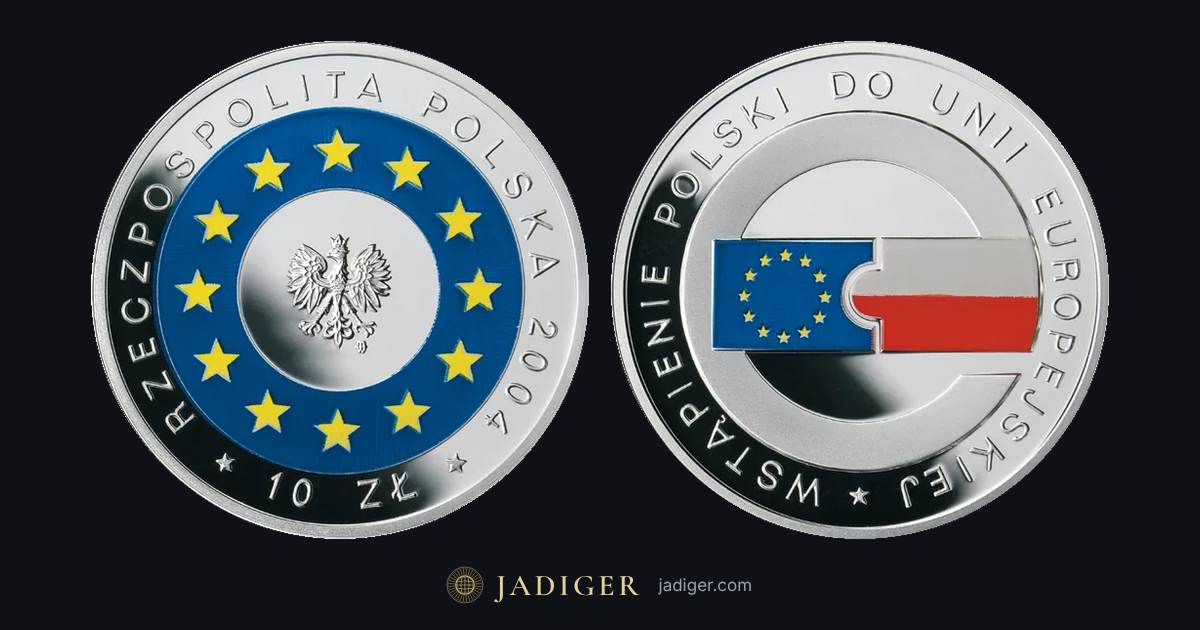 RZECZPOSPOLITA POLSKA 2004
10 ZŁ
WSTĄPIENIE POLSKI DO UNII EUROPEJSKIEJ
JADIGER jadiger.com